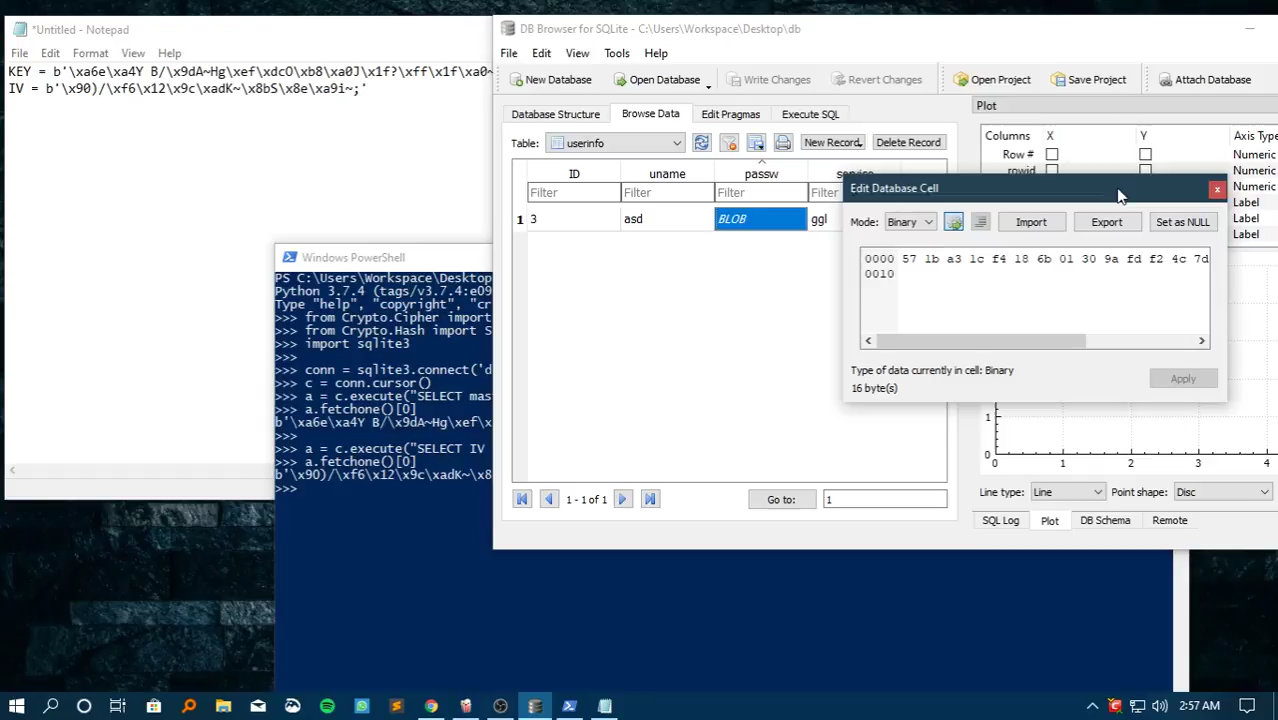 *Untitled - Notepad
File Edit Format View Help
KEY = b'\xa6e\xa4Y B/\x9dA~Hg\xef\xdcO\xb8\xa0J\x1f?\xff\x1f\xa0~
IV = b'\x90)/\xf6\x12\x9c\xadK~\x8bS\x8e\xa9i~;'
Windows PowerShell
PS C:\Users\Workspace\Desktop
Python 3.7.4 (tags/v3.7.4:e09
Type "help", "copyright", "cr
>>> from Crypto.Cipher import
>>> from Crypto.Hash import S
>>> import sqlite3
>>>
>>> conn = sqlite3.connect('d
>>> c = conn.cursor()
>>> a = c.execute("SELECT mas
>>> a.fetchone()[0]
b'\xa6e\xa4Y B/\x9dA~Hg\xef\x
>>>
>>> a = c.execute("SELECT IV
>>> a.fetchone()[0]
b'\x90)/\xf6\x12\x9c\xadK~\x8
>>>
DB Browser for SQLite - C:\Users\Workspace\Desktop\db
File Edit View Tools Help
New Database Open Database Write Changes Revert Changes Open Project Save Project Attach Database
Database Structure Browse Data Edit Pragmas Execute SQL
Table: userinfo New Record Delete Record
ID uname passw service
Filter Filter Filter Filter
1 3 asd BLOB ggl
1 - 1 of 1 Go to: 1
Plot
Columns X Y Axis Type
Row # Numeric
rowid Numeric
Numeric
Label
Label
Label
Edit Database Cell
Mode: Binary Import Export Set as NULL
0000 57 1b a3 1c f4 18 6b 01 30 9a fd f2 4c 7d
0010
Type of data currently in cell: Binary
16 byte(s)
Apply
1
0
0 1 2 3 4
Line type: Line Point shape: Disc
SQL Log Plot DB Schema Remote
2:57 AM